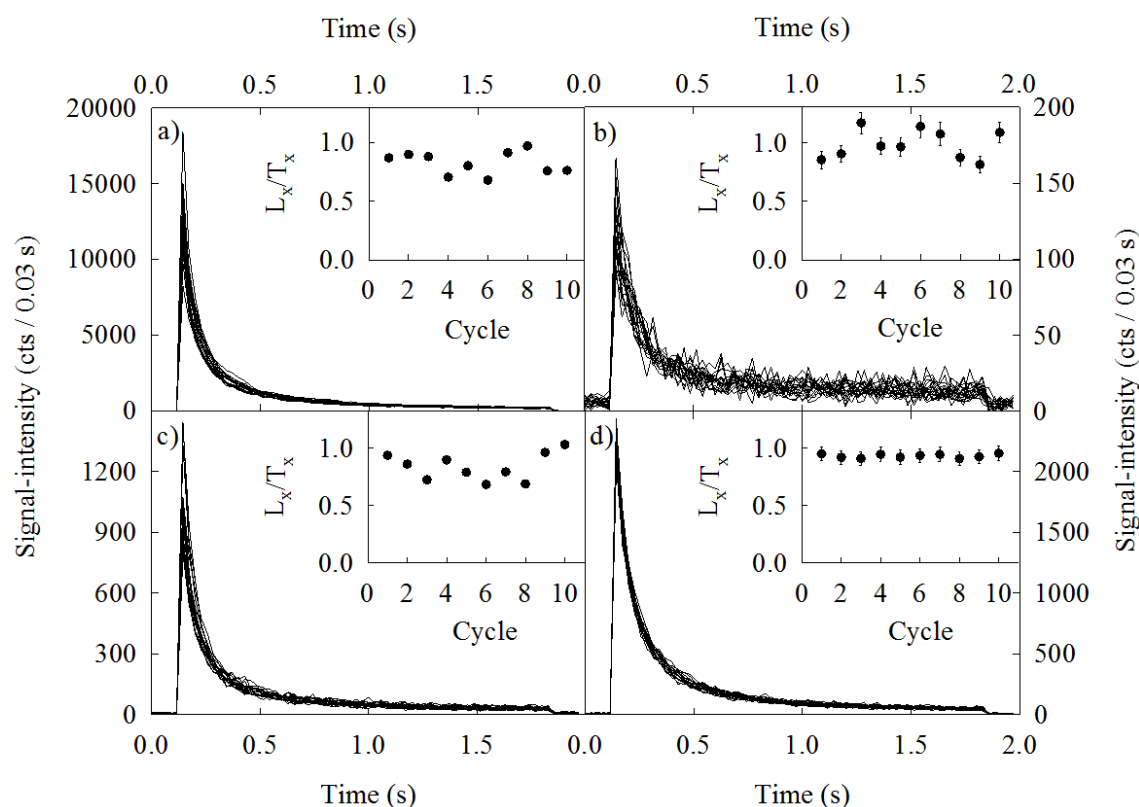 Time (s)
Time (s)
0.0 0.5 1.0 1.5
0.0 0.5 1.0 1.5 2.0
Signal-intensity (cts / 0.03 s)
20000
15000
10000
5000
0
a)
Lx/Tx
1.0
0.5
0.0
0 2 4 6 8 10
Cycle
b)
Lx/Tx
1.0
0.5
0.0
0 2 4 6 8 10
Cycle
200
150
100
50
0
Signal-intensity (cts / 0.03 s)
c)
1200
900
600
300
0
Lx/Tx
1.0
0.5
0.0
0 2 4 6 8 10
Cycle
d)
Lx/Tx
1.0
0.5
0.0
0 2 4 6 8 10
Cycle
2000
1000
500
0
0.0 0.5 1.0 1.5 0.0 0.5 1.0 1.5 2.0
Time (s)
Time (s)